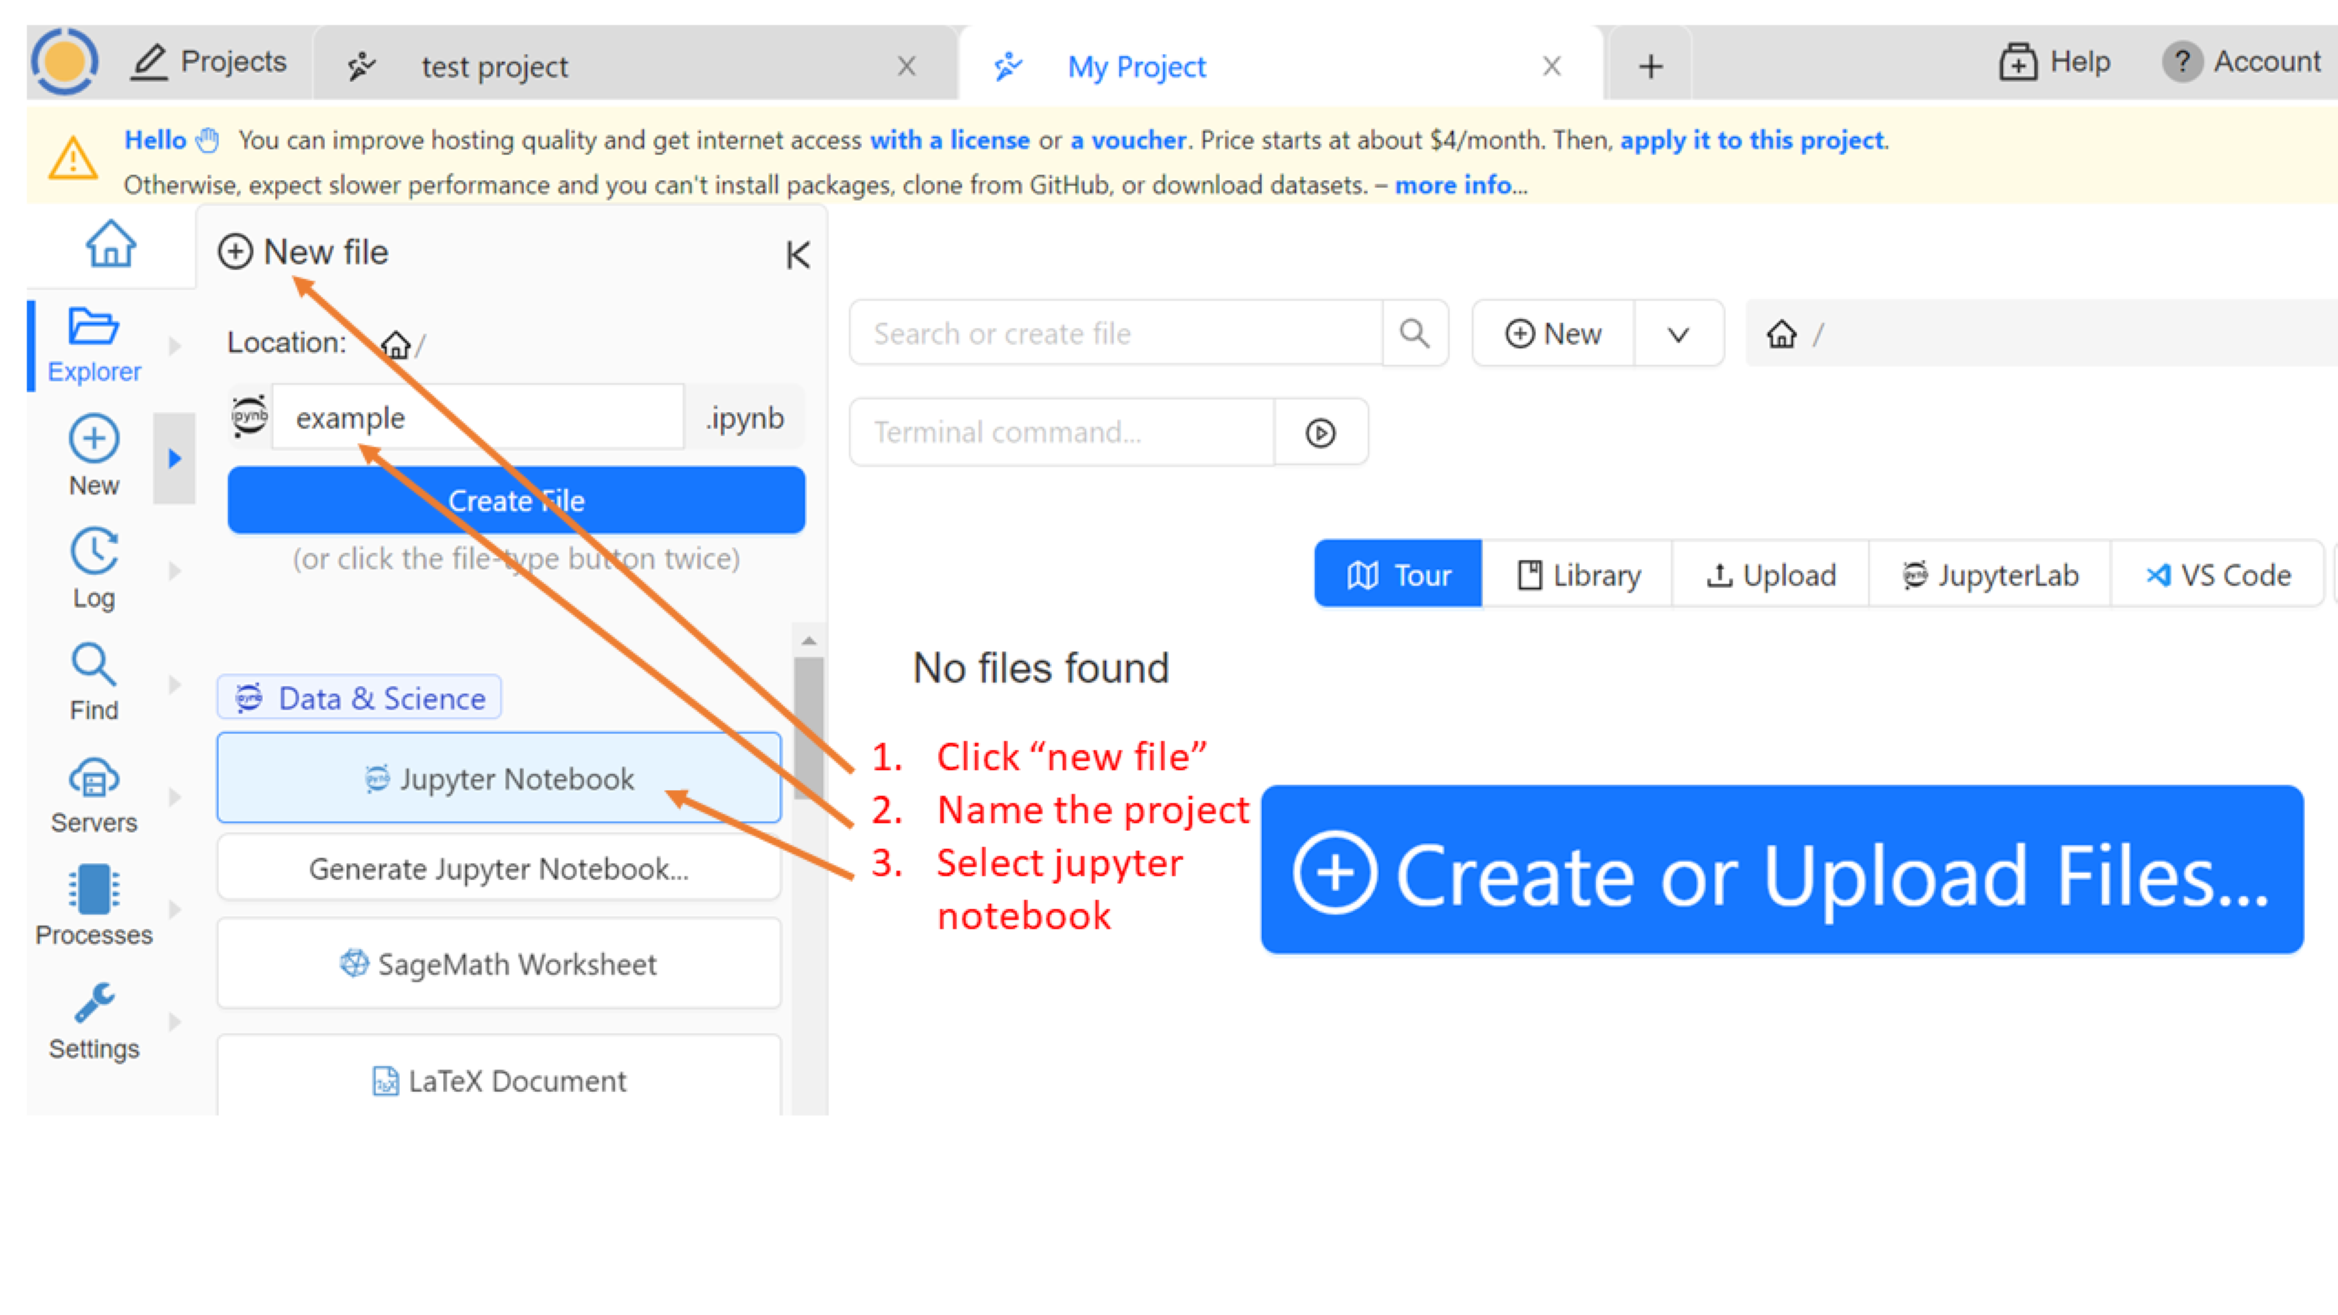 Projects
test project
My Project
Help
? Account
Hello You can improve hosting quality and get internet access with a license or a voucher. Price starts at about $4/month. Then, apply it to this project.
Otherwise, expect slower performance and you can't install packages, clone from GitHub, or download datasets. – more info...
New file
Location: /
Explorer
example .ipynb
New
Create File
(or click the file-type button twice)
Log
Find
Data & Science
Jupyter Notebook
Servers
Generate Jupyter Notebook...
Processes
SageMath Worksheet
Settings
LaTeX Document
Search or create file
New
/
Terminal command...
Tour
Library
Upload
JupyterLab
VS Code
No files found
1. Click “new file”
2. Name the project
3. Select jupyter
notebook
Create or Upload Files...